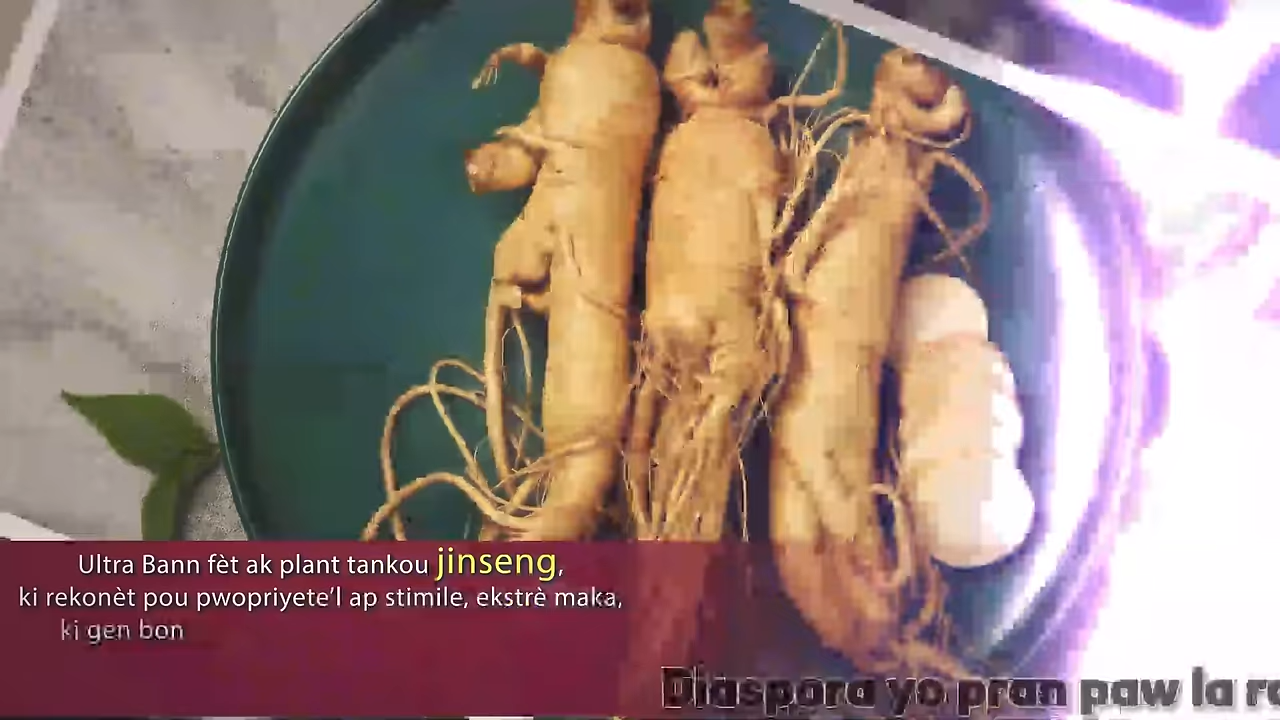 Ultra Bann fèt ak plant tankou jinseng,
ki rekonèt pou pwopriyete'l ap stimile, ekstrè maka,
ki gen bon
Diaspora yo pran paw la